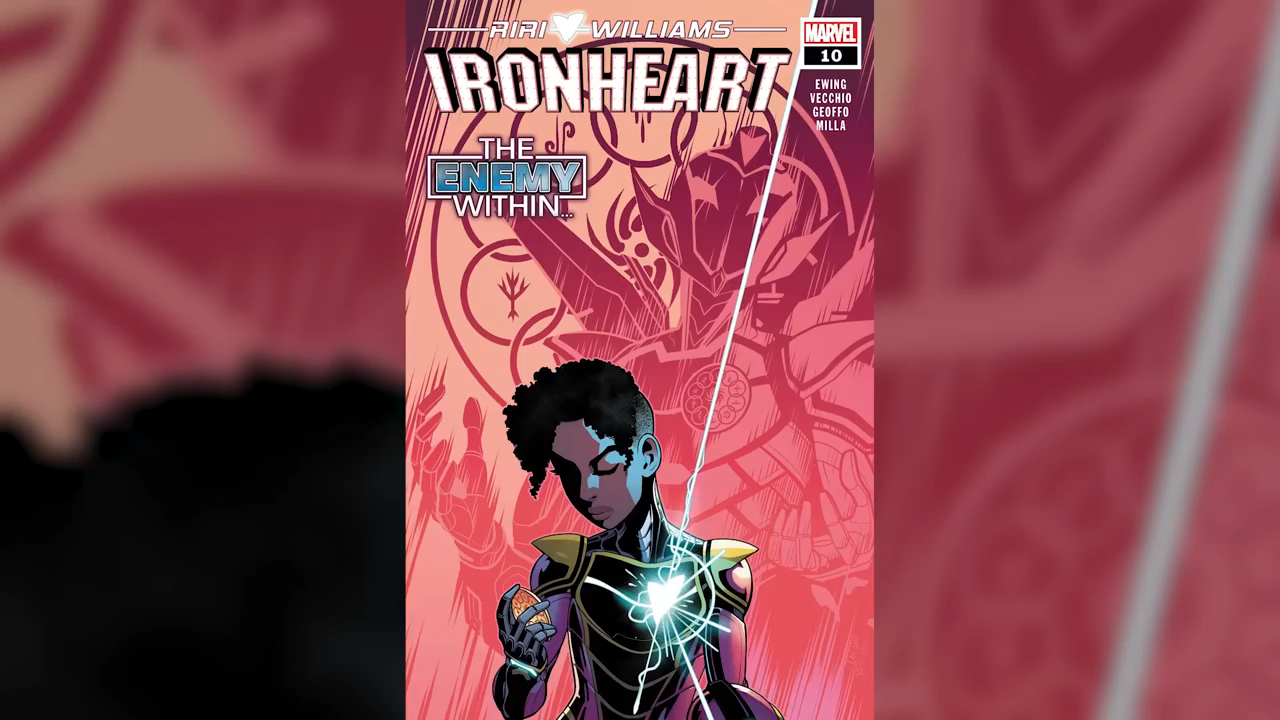 RIRI WILLIAMS
IRONHEART
THE
ENEMY
WITHIN...
MARVEL
10
EWING
VECCHIO
GEOFFO
MILLA